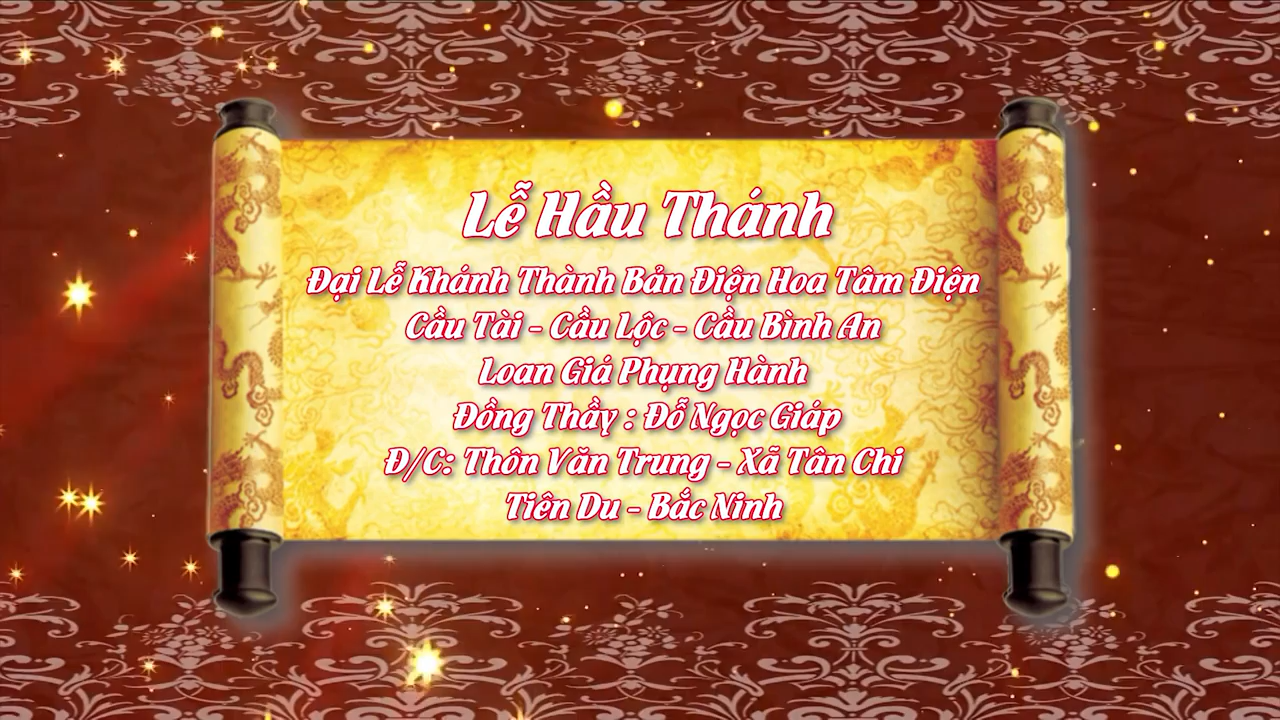 Lễ Hầu Thánh
Đại Lễ Khánh Thành Bản Điện Hoa Tâm Điện
Cầu Tài - Cầu Lộc - Cầu Bình An
Loan Giá Phụng Hành
Đồng Thầy : Đỗ Ngọc Giáp
Đ/C: Thôn Văn Trung - Xã Tân Chi
Tiên Du - Bắc Ninh